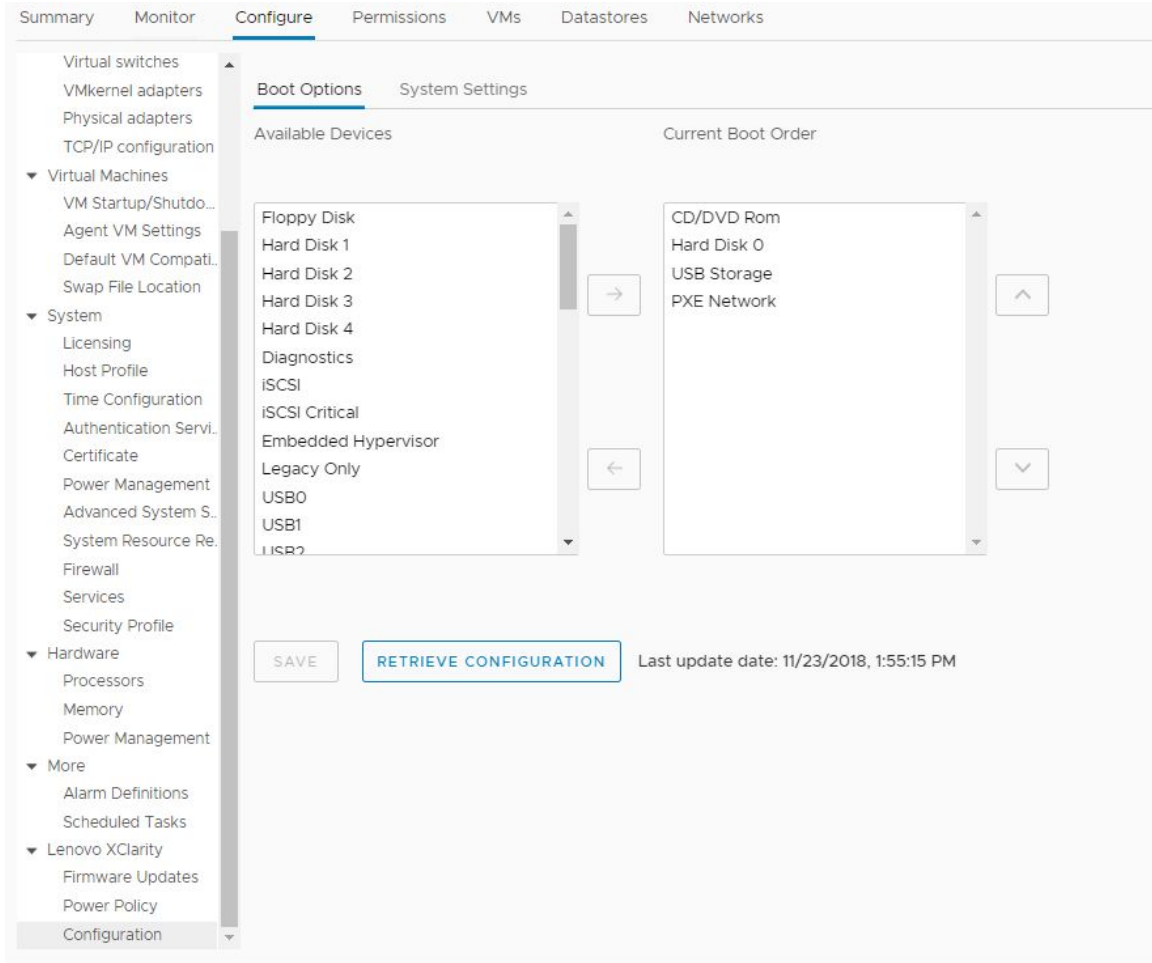 Summary Monitor Configure Permissions VMs Datastores Networks
Virtual switches
VMkernel adapters
Physical adapters
TCP/IP configuration
Virtual Machines
VM Startup/Shutdo...
Agent VM Settings
Default VM Compati..
Swap File Location
System
Licensing
Host Profile
Time Configuration
Authentication Servi..
Certificate
Power Management
Advanced System S..
System Resource Re.
Firewall
Services
Security Profile
Hardware
Processors
Memory
Power Management
More
Alarm Definitions
Scheduled Tasks
Lenovo XClarity
Firmware Updates
Power Policy
Configuration
Boot Options System Settings
Available Devices
Floppy Disk
Hard Disk 1
Hard Disk 2
Hard Disk 3
Hard Disk 4
Diagnostics
iSCSI
iSCSI Critical
Embedded Hypervisor
Legacy Only
USB0
USB1
USB2
Current Boot Order
CD/DVD Rom
Hard Disk 0
USB Storage
PXE Network
SAVE RETRIEVE CONFIGURATION Last update date: 11/23/2018, 1:55:15 PM